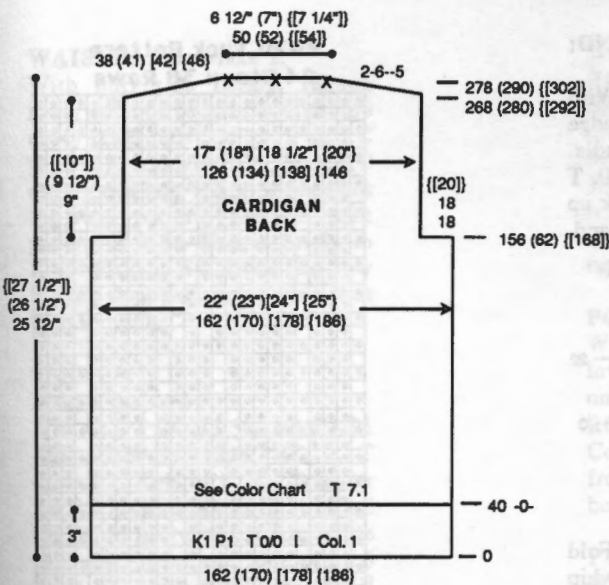 6 12/" (7") {[7 1/4"]}
50 (52) {[54]}
38 (41) [42] {46}
2-6--5
278 (290) {[302]}
268 (280) {[292]}
17" (18") [18 1/2"] {20"}
126 (134) [138] {146
{[10"]}
( 9 12/")
9"
{[20]}
18
18
CARDIGAN
BACK
156 (62) {[168]}
{[27 1/2"]}
(26 1/2")
25 12/"
22" (23")[24"] {25"}
162 (170) [178] {186}
See Color Chart T 7.1
40 -0-
3"
K1 P1 T 0/0 I Col. 1
0
162 (170) [178] {186}